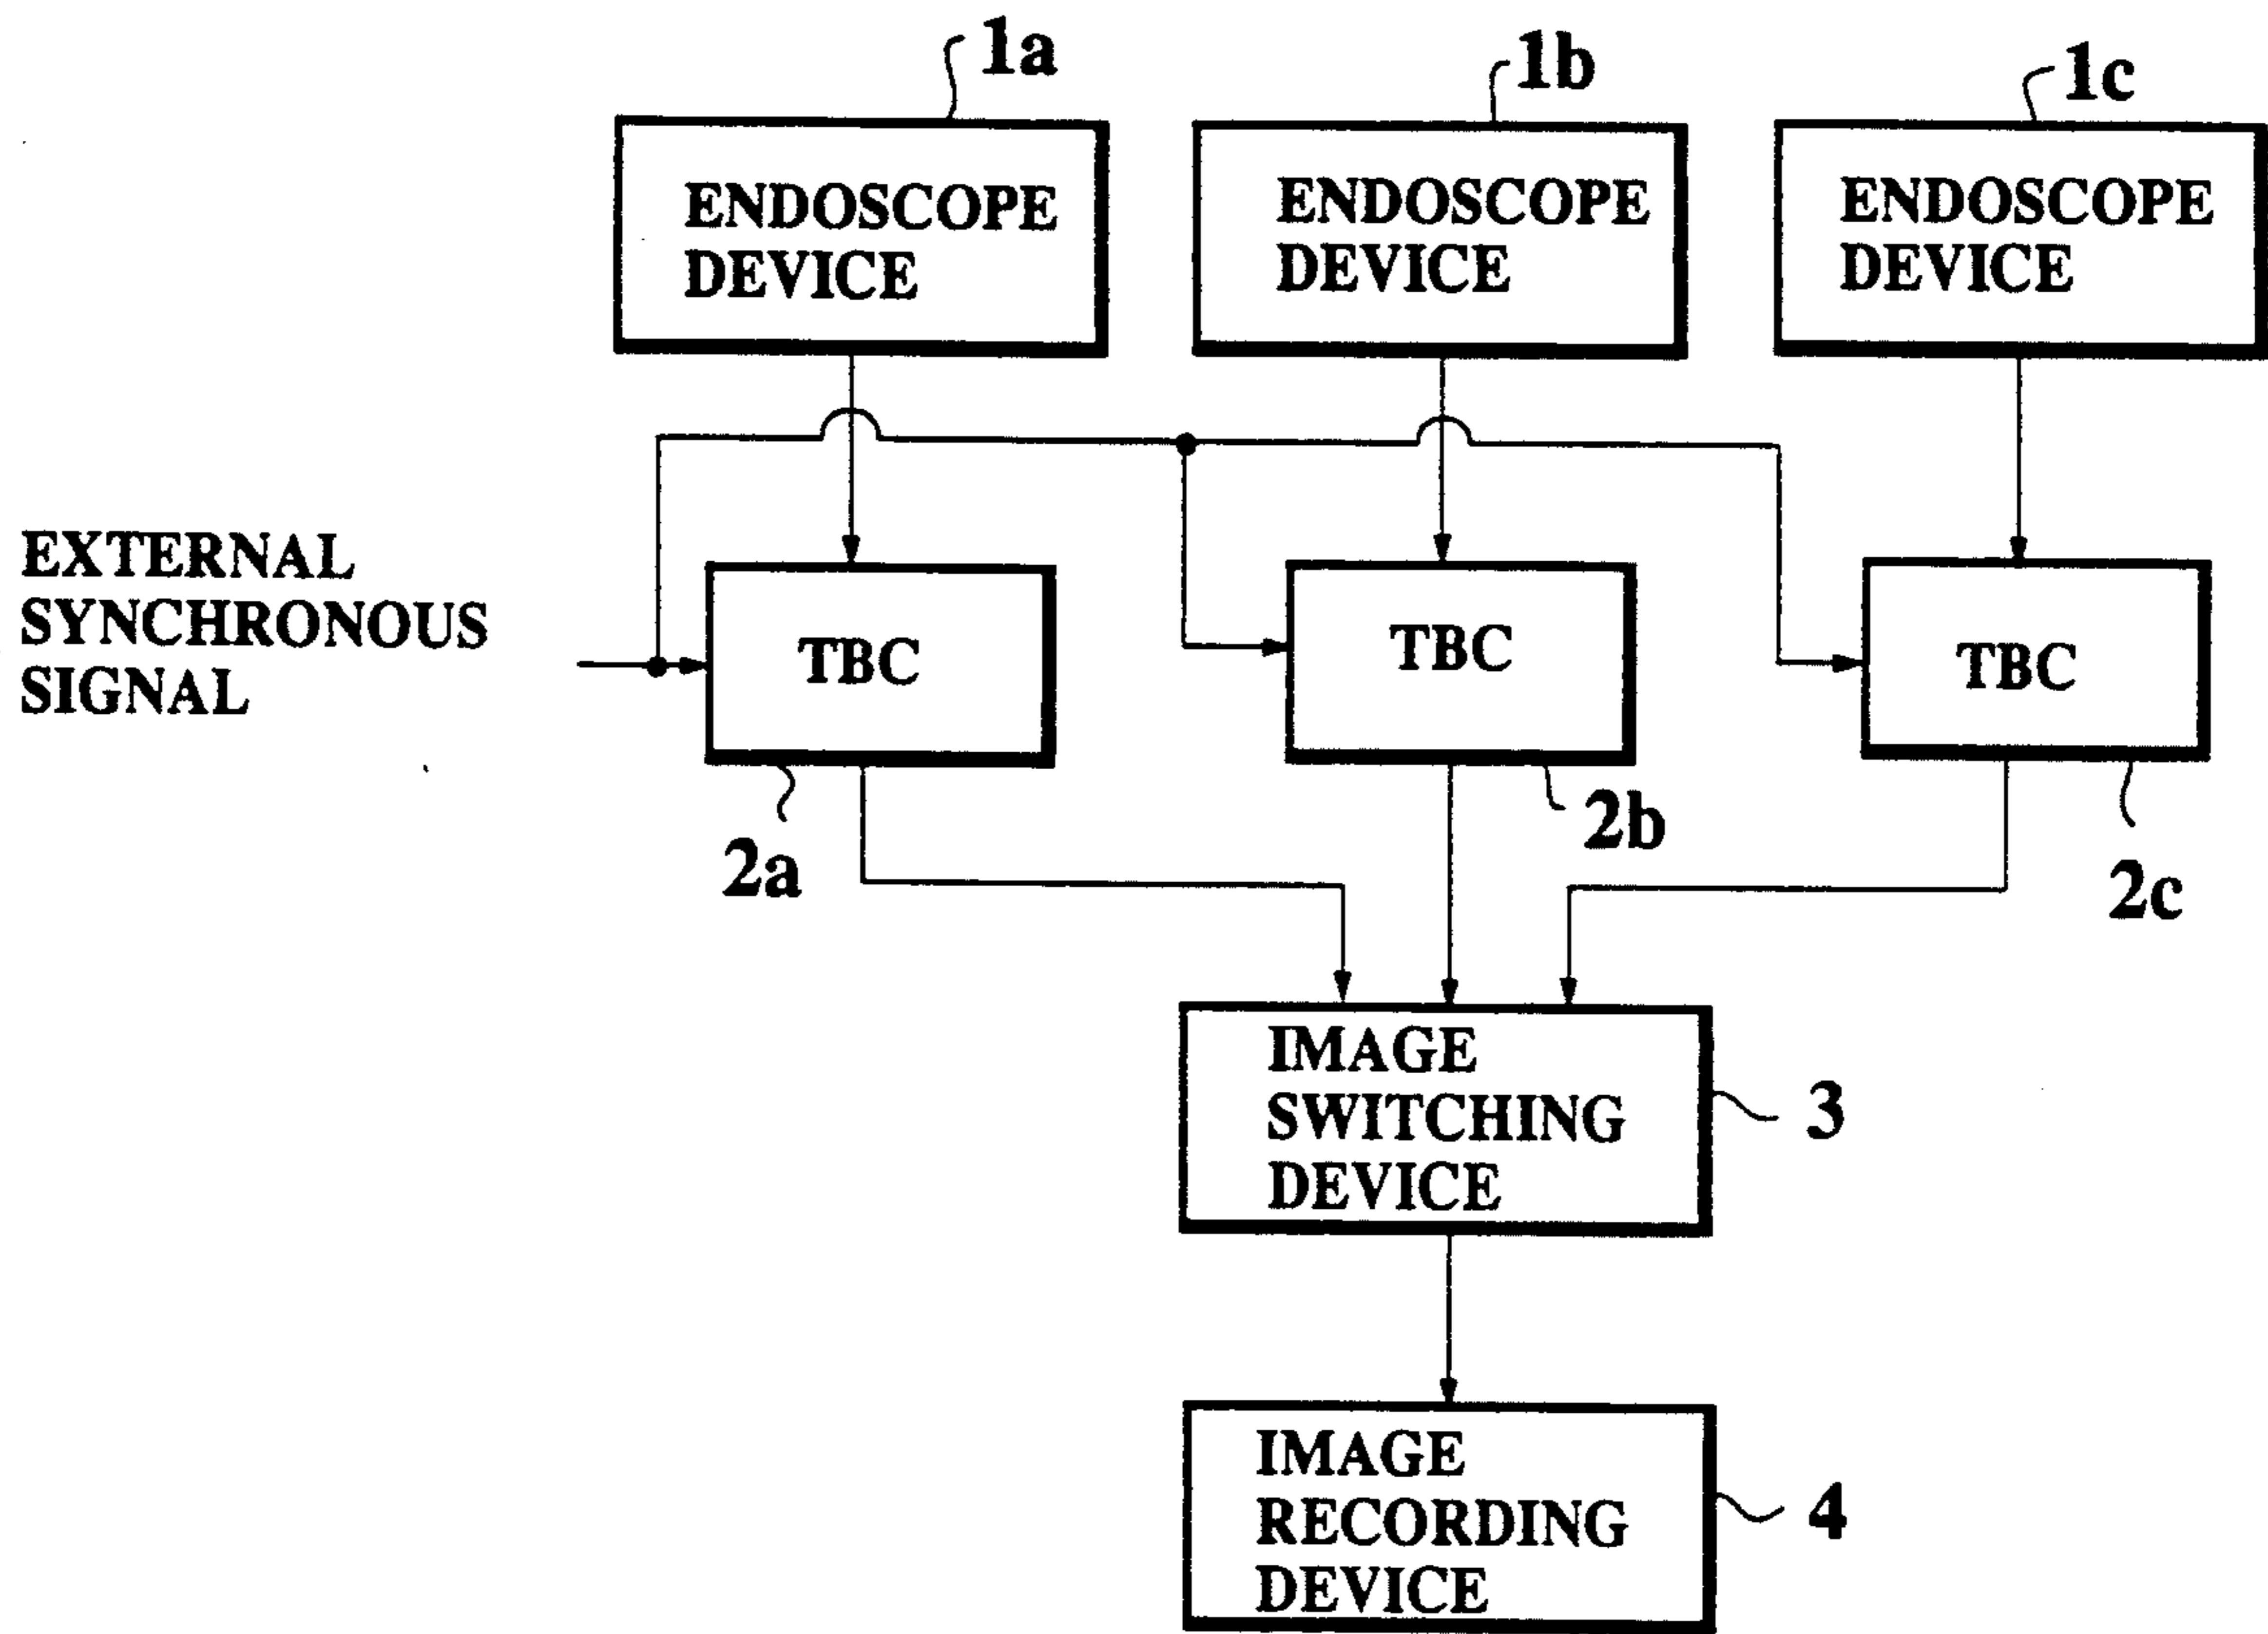 1a
1b
1c
ENDOSCOPE
DEVICE
ENDOSCOPE
DEVICE
ENDOSCOPE
DEVICE
EXTERNAL
SYNCHRONOUS
SIGNAL
TBC
TBC
TBC
2a
2b
2c
IMAGE
SWITCHING
DEVICE
3
IMAGE
RECORDING
DEVICE
4